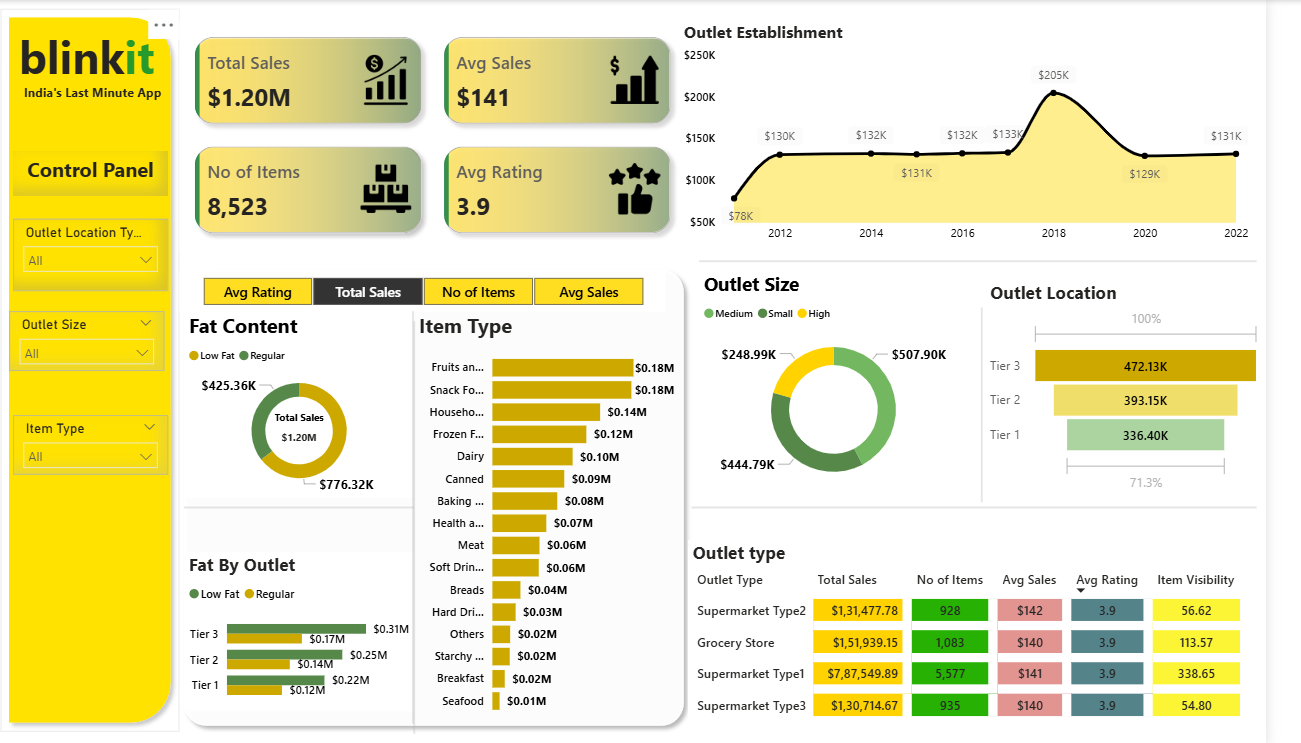 blinkit
India's Last Minute App
Control Panel
Outlet Location Ty...
All
Outlet Size
All
Item Type
All
Total Sales
$1.20M
Avg Sales
$141
No of Items
8,523
Avg Rating
3.9
Outlet Establishment
$250K
$200K
$150K
$100K
$50K
$78K
$130K
$132K
$131K
$132K
$133K
$205K
$129K
$131K
2012 2014 2016 2018 2020 2022
Avg Rating Total Sales No of Items Avg Sales
Fat Content
Low Fat Regular
$425.36K
Total Sales
$1.20M
$776.32K
Fat By Outlet
Low Fat Regular
Tier 3 $0.31M
$0.17M
Tier 2 $0.25M
$0.14M
Tier 1 $0.22M
$0.12M
Item Type
Fruits an... $0.18M
Snack Fo... $0.18M
Househo... $0.14M
Frozen F... $0.12M
Dairy $0.10M
Canned $0.09M
Baking ... $0.08M
Health a... $0.07M
Meat $0.06M
Soft Drin... $0.06M
Breads $0.04M
Hard Dri... $0.03M
Others $0.02M
Starchy ... $0.02M
Breakfast $0.02M
Seafood $0.01M
Outlet Size
Medium Small High
$248.99K
$507.90K
$444.79K
Outlet Location
100%
Tier 3 472.13K
Tier 2 393.15K
Tier 1 336.40K
71.3%
Outlet type
Outlet Type Total Sales No of Items Avg Sales Avg Rating Item Visibility
Supermarket Type2 $1,31,477.78 928 $142 3.9 56.62
Grocery Store $1,51,939.15 1,083 $140 3.9 113.57
Supermarket Type1 $7,87,549.89 5,577 $141 3.9 338.65
Supermarket Type3 $1,30,714.67 935 $140 3.9 54.80